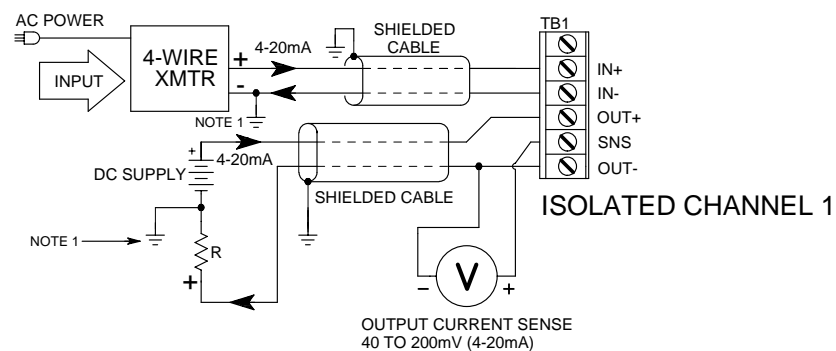 AC POWER
4-WIRE
XMTR
INPUT
+
-
4-20mA
SHIELDED
CABLE
TB1
IN+
IN-
OUT+
SNS
OUT-
NOTE 1
+
4-20mA
DC SUPPLY
SHIELDED CABLE
ISOLATED CHANNEL 1
NOTE 1
R
+
V
-
+
OUTPUT CURRENT SENSE
40 TO 200mV (4-20mA)